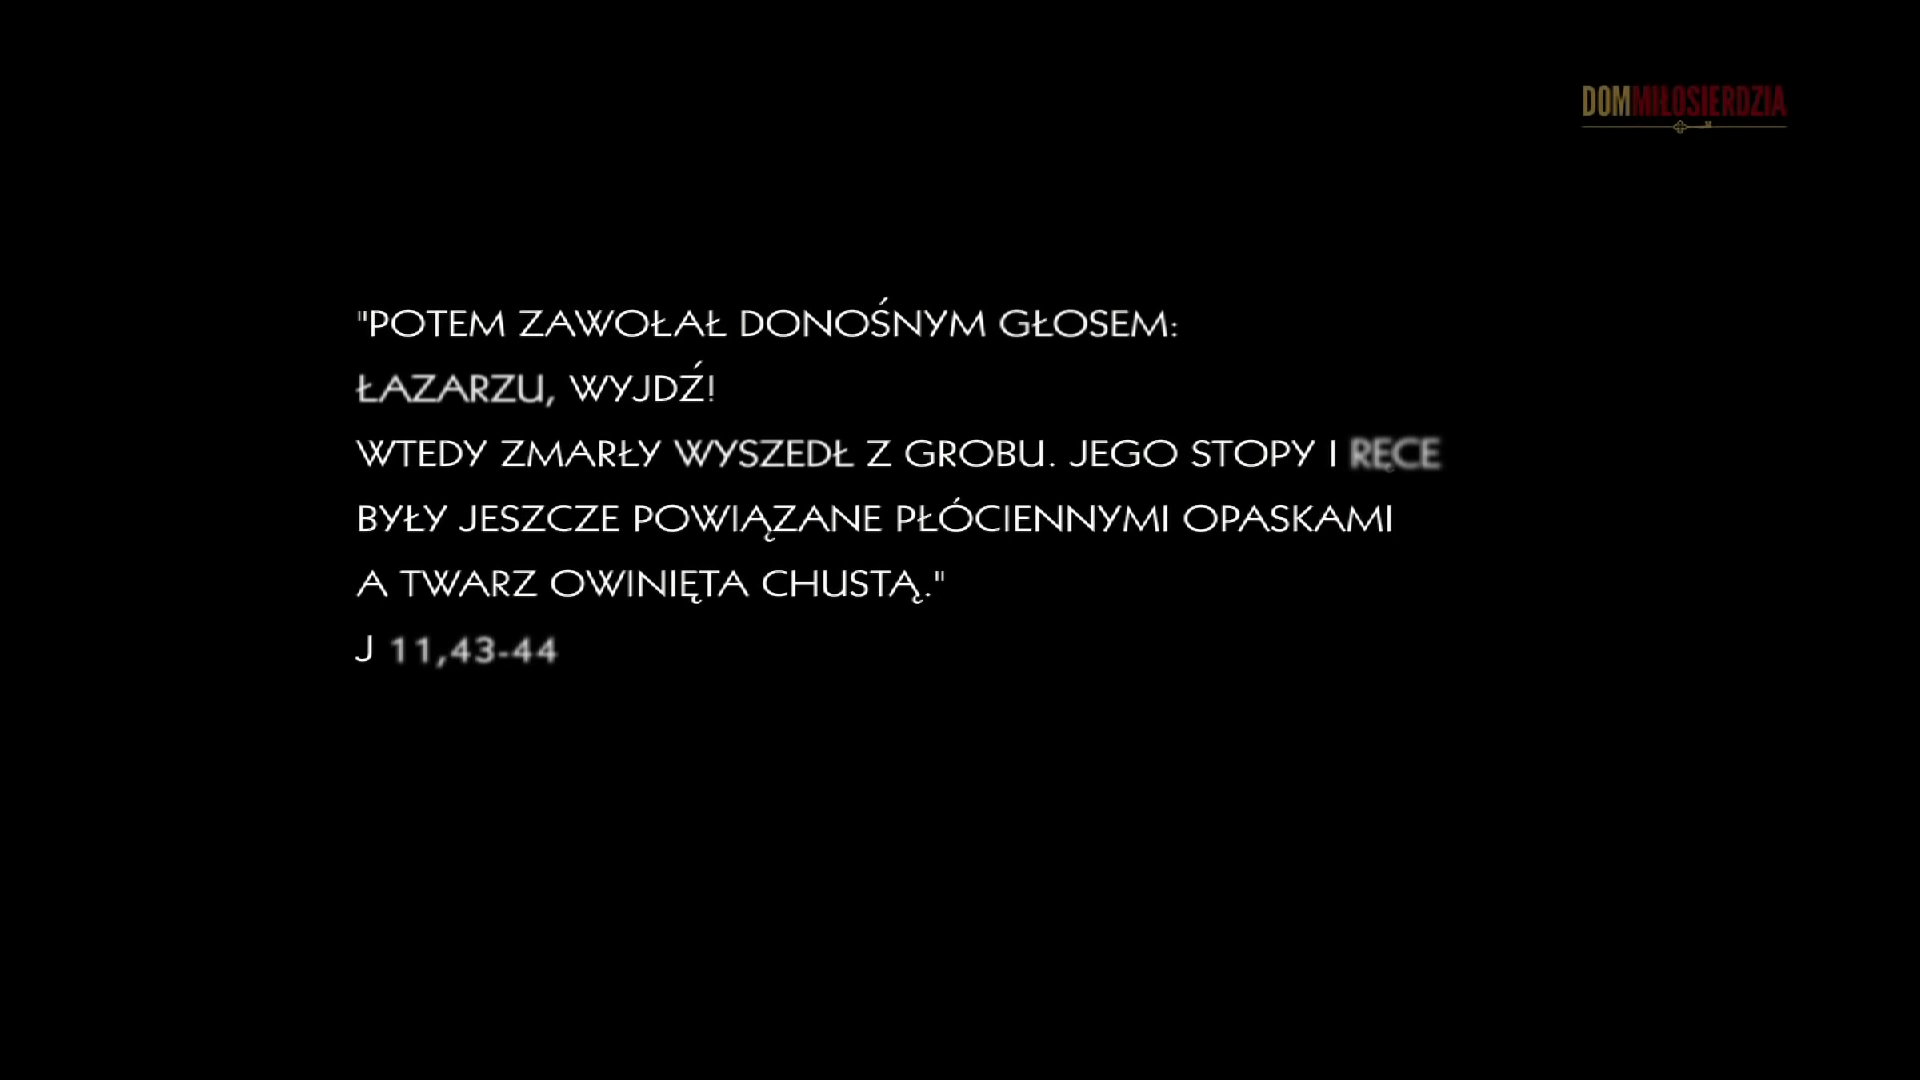 DOMMIŁOSIERDZIA
"POTEM ZAWOŁAŁ DONOŚNYM GŁOSEM:
ŁAZARZU, WYJDŹ!
WTEDY ZMARŁY WYSZEDŁ Z GROBU. JEGO STOPY I RĘCE
BYŁY JESZCZE POWIĄZANE PŁÓCIENNYMI OPASKAMI
A TWARZ OWINIĘTA CHUSTĄ."
J 11,43-44